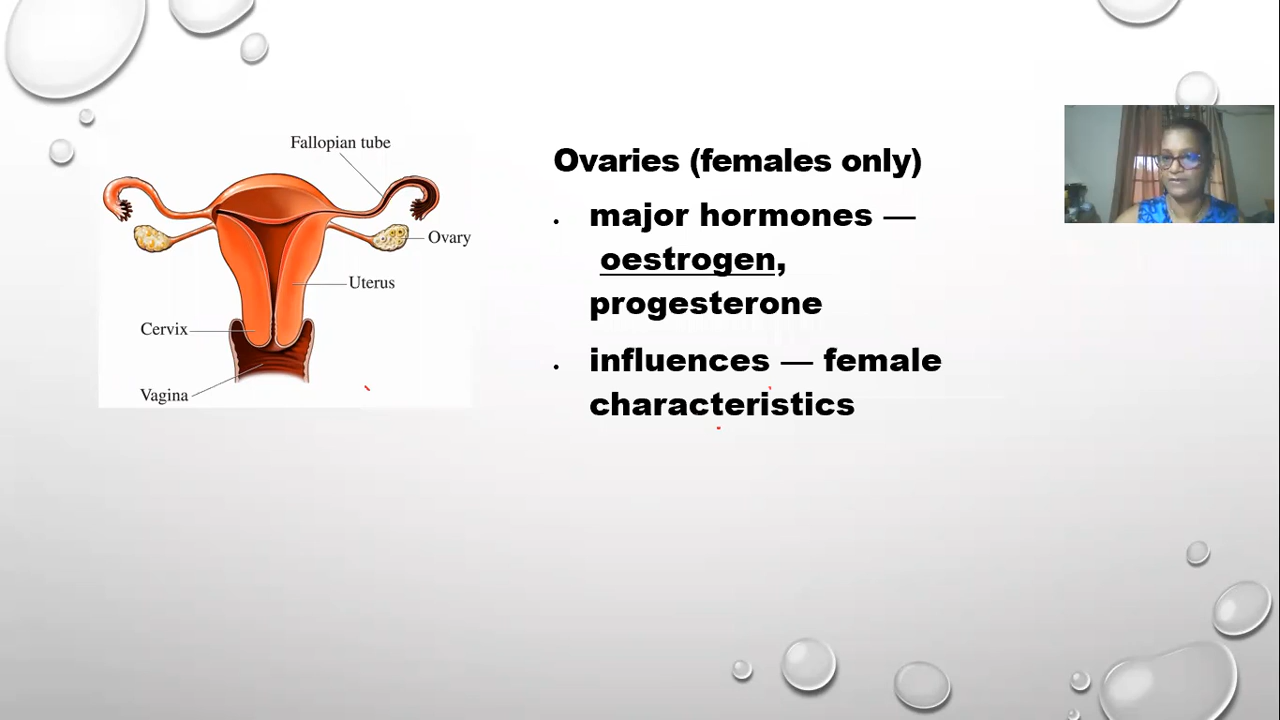 Fallopian tube
Ovary
Uterus
Cervix
Vagina
Ovaries (females only)
. major hormones —
oestrogen,
progesterone
. influences — female
characteristics